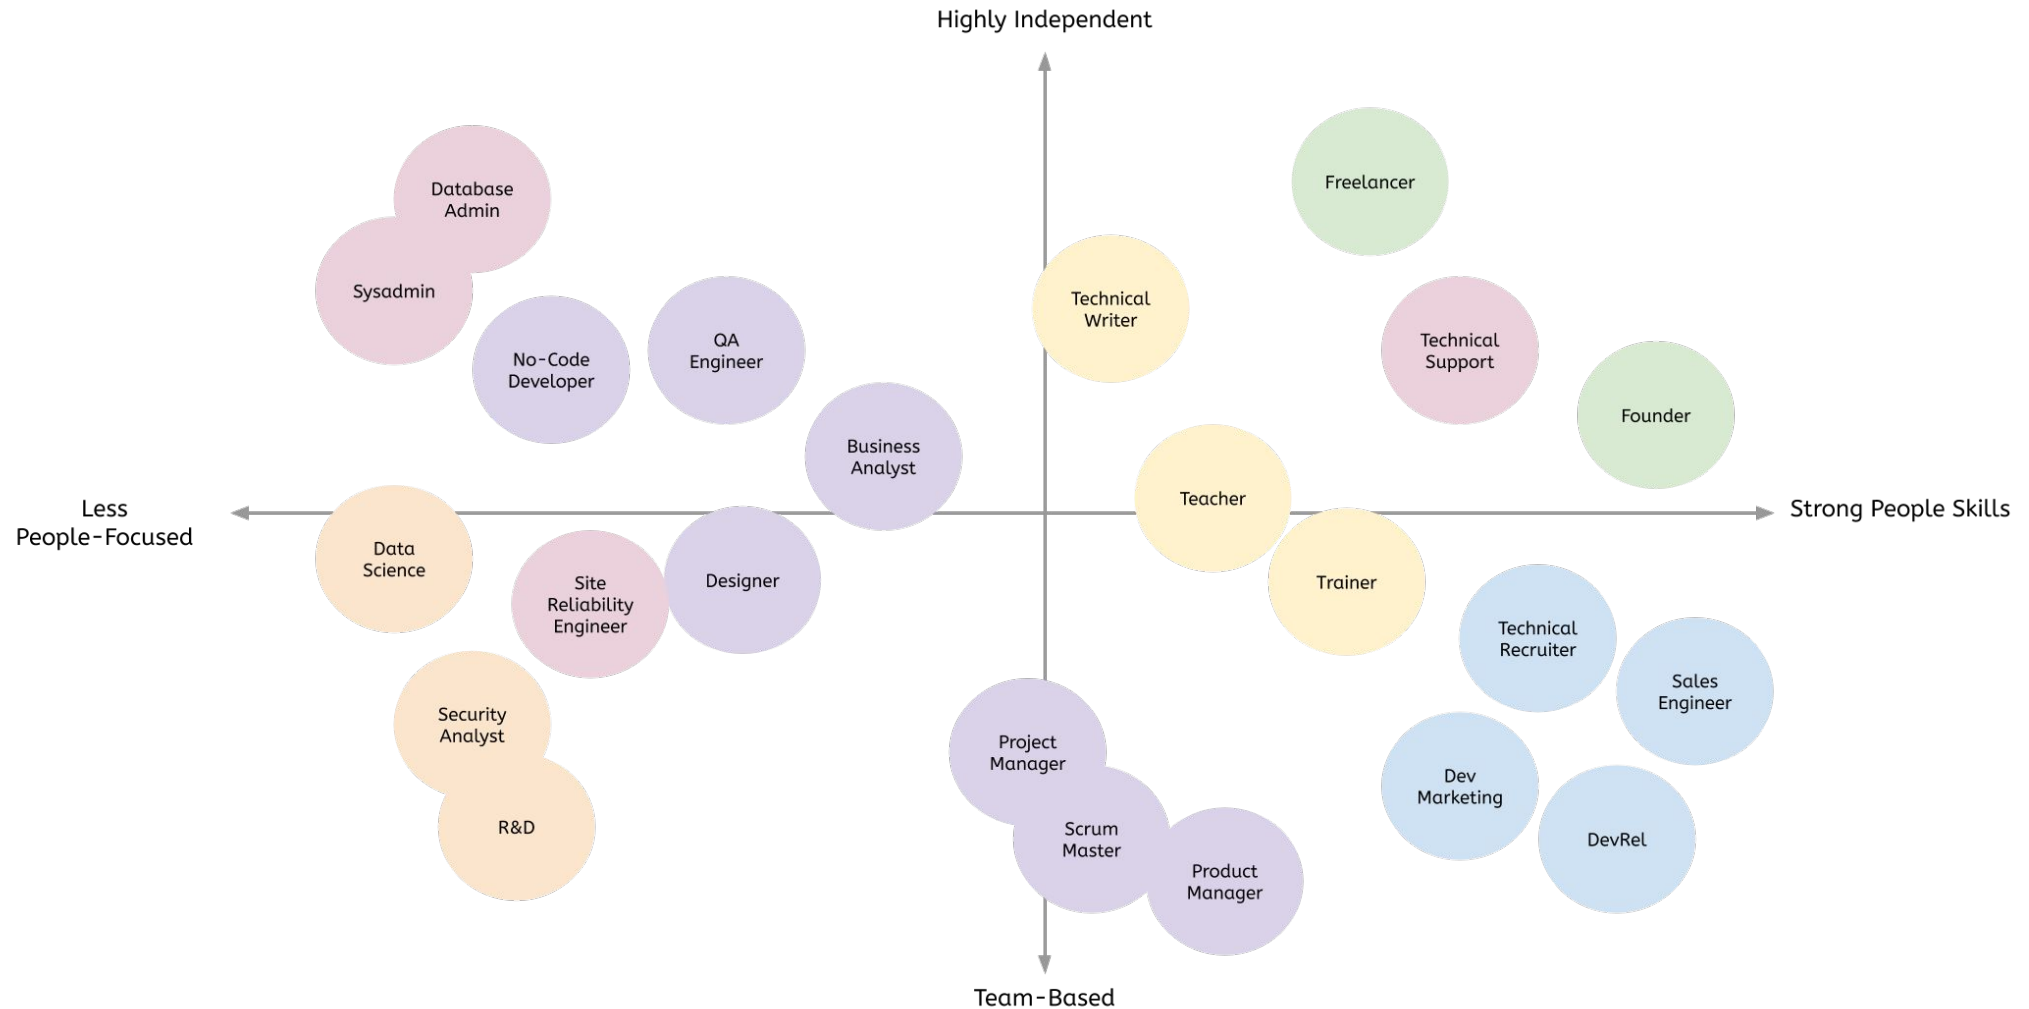 Highly Independent
Freelancer
Database
Admin
Sysadmin
Technical
Writer
No-Code
Developer
QA
Engineer
Technical
Support
Founder
Business
Analyst
Teacher
Less
People-Focused
Strong People Skills
Data
Science
Site
Reliability
Engineer
Designer
Trainer
Technical
Recruiter
Sales
Engineer
Security
Analyst
Project
Manager
Dev
Marketing
R&D
Scrum
Master
DevRel
Product
Manager
Team-Based